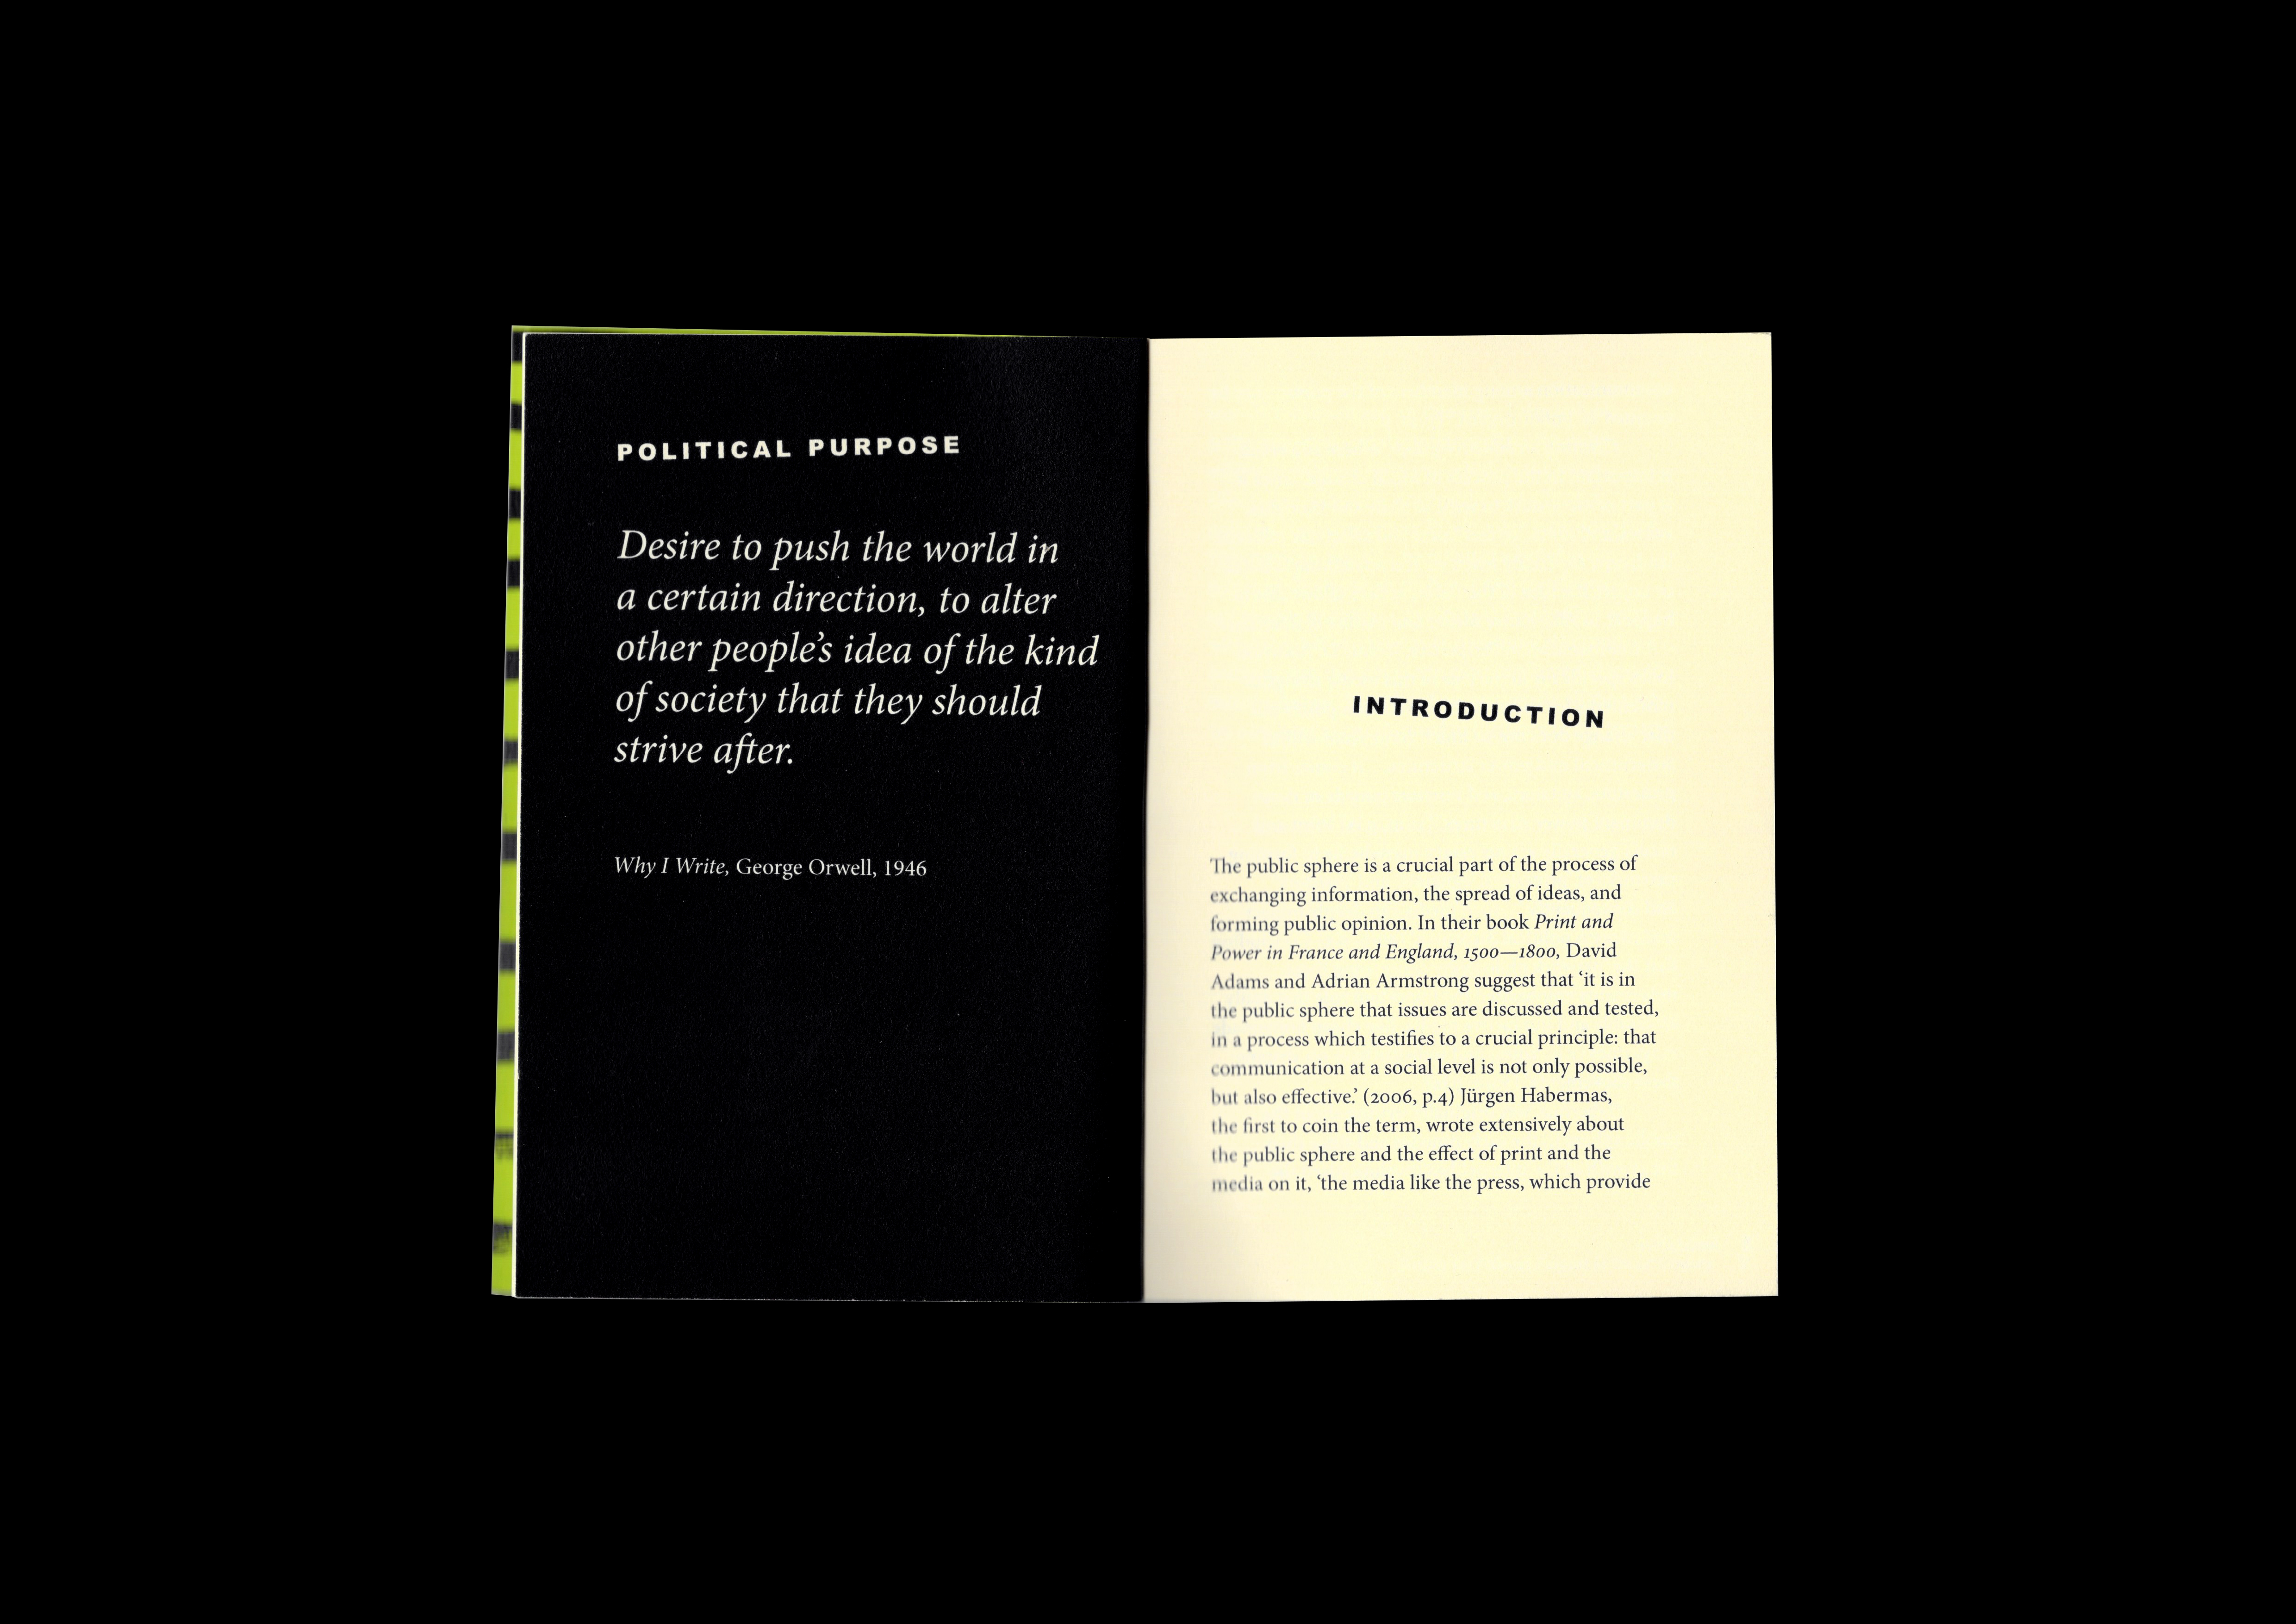 POLITICAL PURPOSE
Desire to push the world in
a certain direction, to alter
other people’s idea of the kind
of society that they should
strive after.
Why I Write, George Orwell, 1946
INTRODUCTION
The public sphere is a crucial part of the process of
exchanging information, the spread of ideas, and
forming public opinion. In their book Print and
Power in France and England, 1500—1800, David
Adams and Adrian Armstrong suggest that ‘it is in
the public sphere that issues are discussed and tested,
in a process which testifies to a crucial principle: that
communication at a social level is not only possible,
but also effective.’ (2006, p.4) Jürgen Habermas,
the first to coin the term, wrote extensively about
the public sphere and the effect of print and the
media on it, ‘the media like the press, which provide